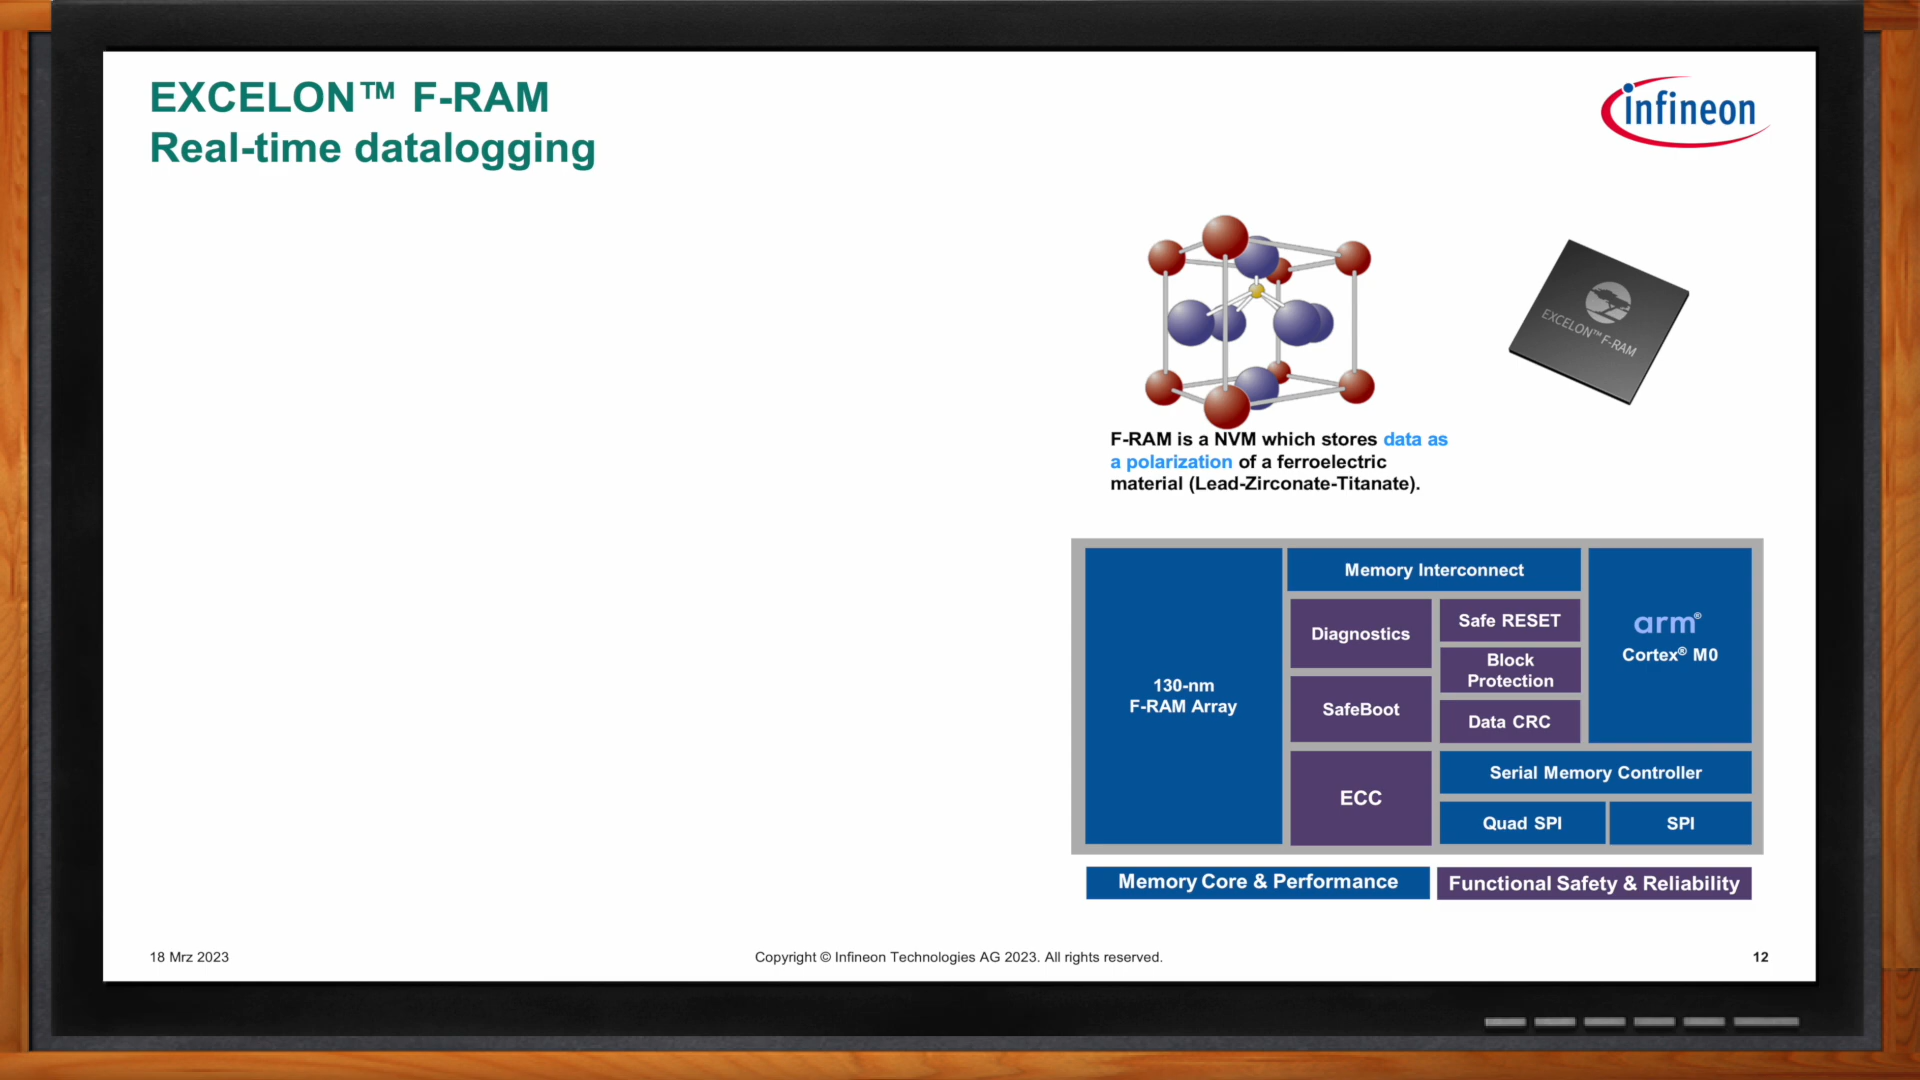 EXCELON™ F-RAM
Real-time datalogging
infineon
EXCELON™ F-RAM
F-RAM is a NVM which stores data as
a polarization of a ferroelectric
material (Lead-Zirconate-Titanate).
130-nm
F-RAM Array
Memory Interconnect
Diagnostics
SafeBoot
ECC
Safe RESET
Block
Protection
Data CRC
arm®
Cortex® M0
Serial Memory Controller
Quad SPI
SPI
Memory Core & Performance
Functional Safety & Reliability
18 Mrz 2023
Copyright © Infineon Technologies AG 2023. All rights reserved.
12